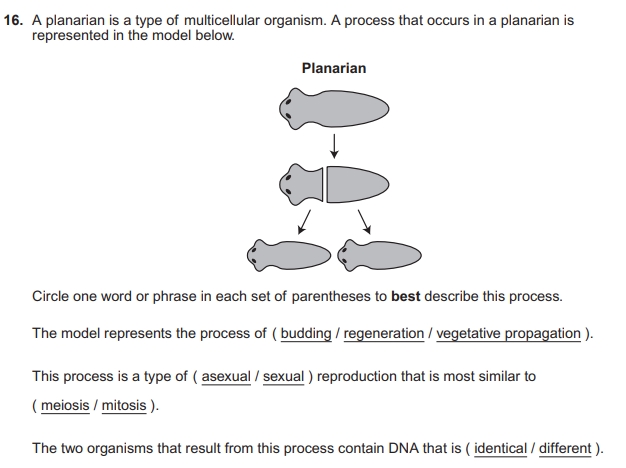 16. A planarian is a type of multicellular organism. A process that occurs in a planarian is
represented in the model below.
Planarian
Circle one word or phrase in each set of parentheses to best describe this process.
The model represents the process of ( budding / regeneration / vegetative propagation ).
This process is a type of ( asexual / sexual ) reproduction that is most similar to
( meiosis / mitosis ).
The two organisms that result from this process contain DNA that is ( identical / different ).